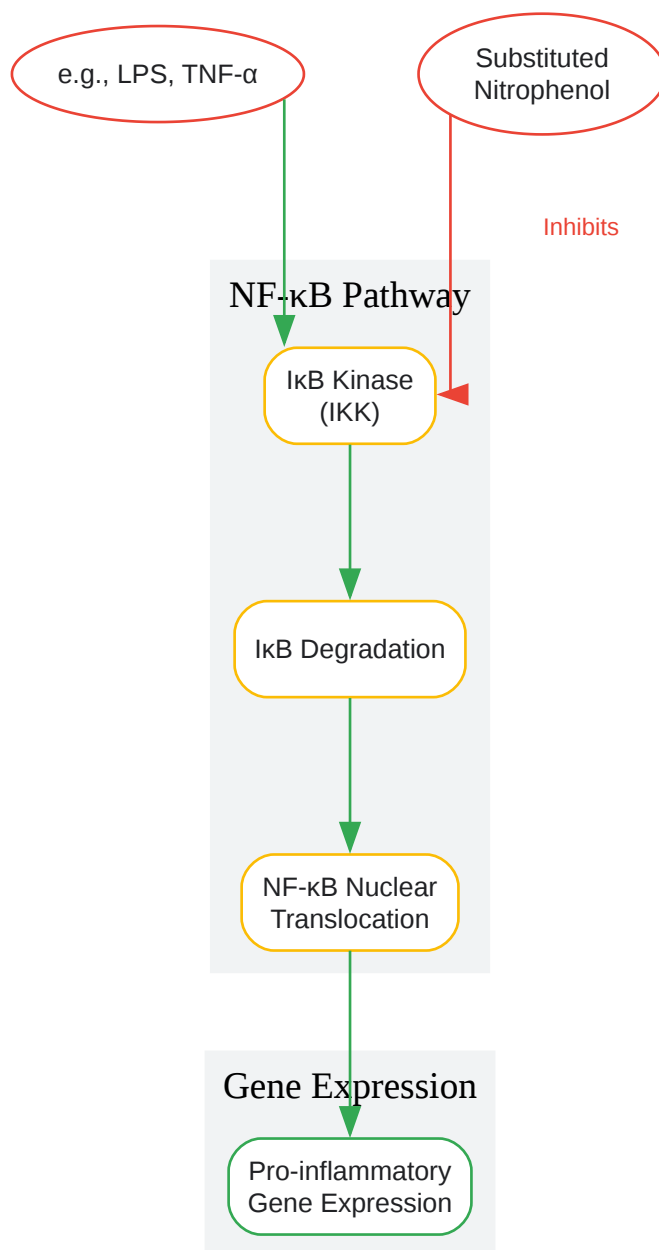 e.g., LPS, TNF-α
Substituted
Nitrophenol
Inhibits
NF-κB Pathway
IκB Kinase
(IKK)
IκB Degradation
NF-κB Nuclear
Translocation
Gene Expression
Pro-inflammatory
Gene Expression